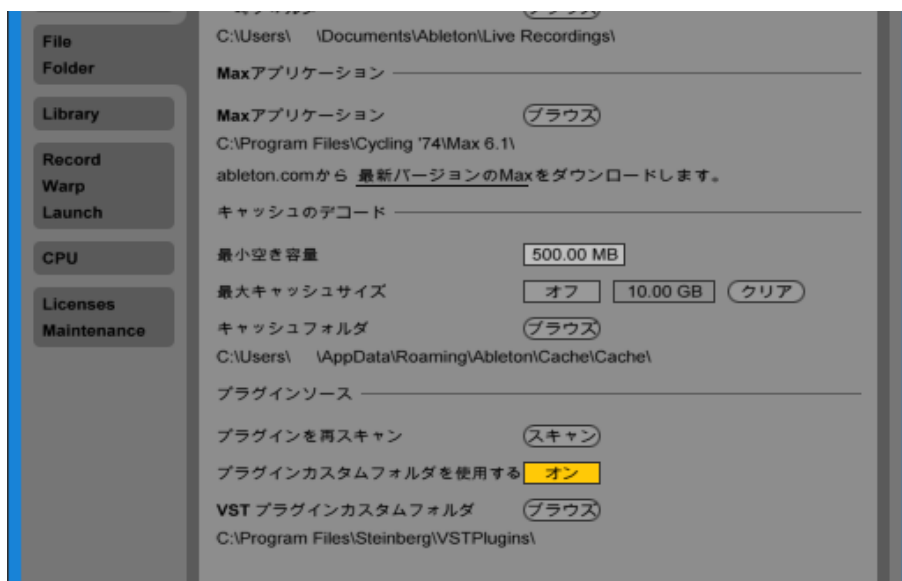 File
Folder
Library
Record
Warp
Launch
CPU
Licenses
Maintenance
C:\Users\ \Documents\Ableton\Live Recordings\
Maxアプリケーション
Maxアプリケーション ブラウズ
C:\Program Files\Cycling '74\Max 6.1\
ableton.comから 最新バージョンのMaxをダウンロードします。
キャッシュのデコード
最小空き容量 500.00 MB
最大キャッシュサイズ オフ 10.00 GB クリア
キャッシュフォルダ ブラウズ
C:\Users\ \AppData\Roaming\Ableton\Cache\Cache\
プラグインソース
プラグインを再スキャン スキャン
プラグインカスタムフォルダを使用する オン
VST プラグインカスタムフォルダ ブラウズ
C:\Program Files\Steinberg\VSTPlugins\